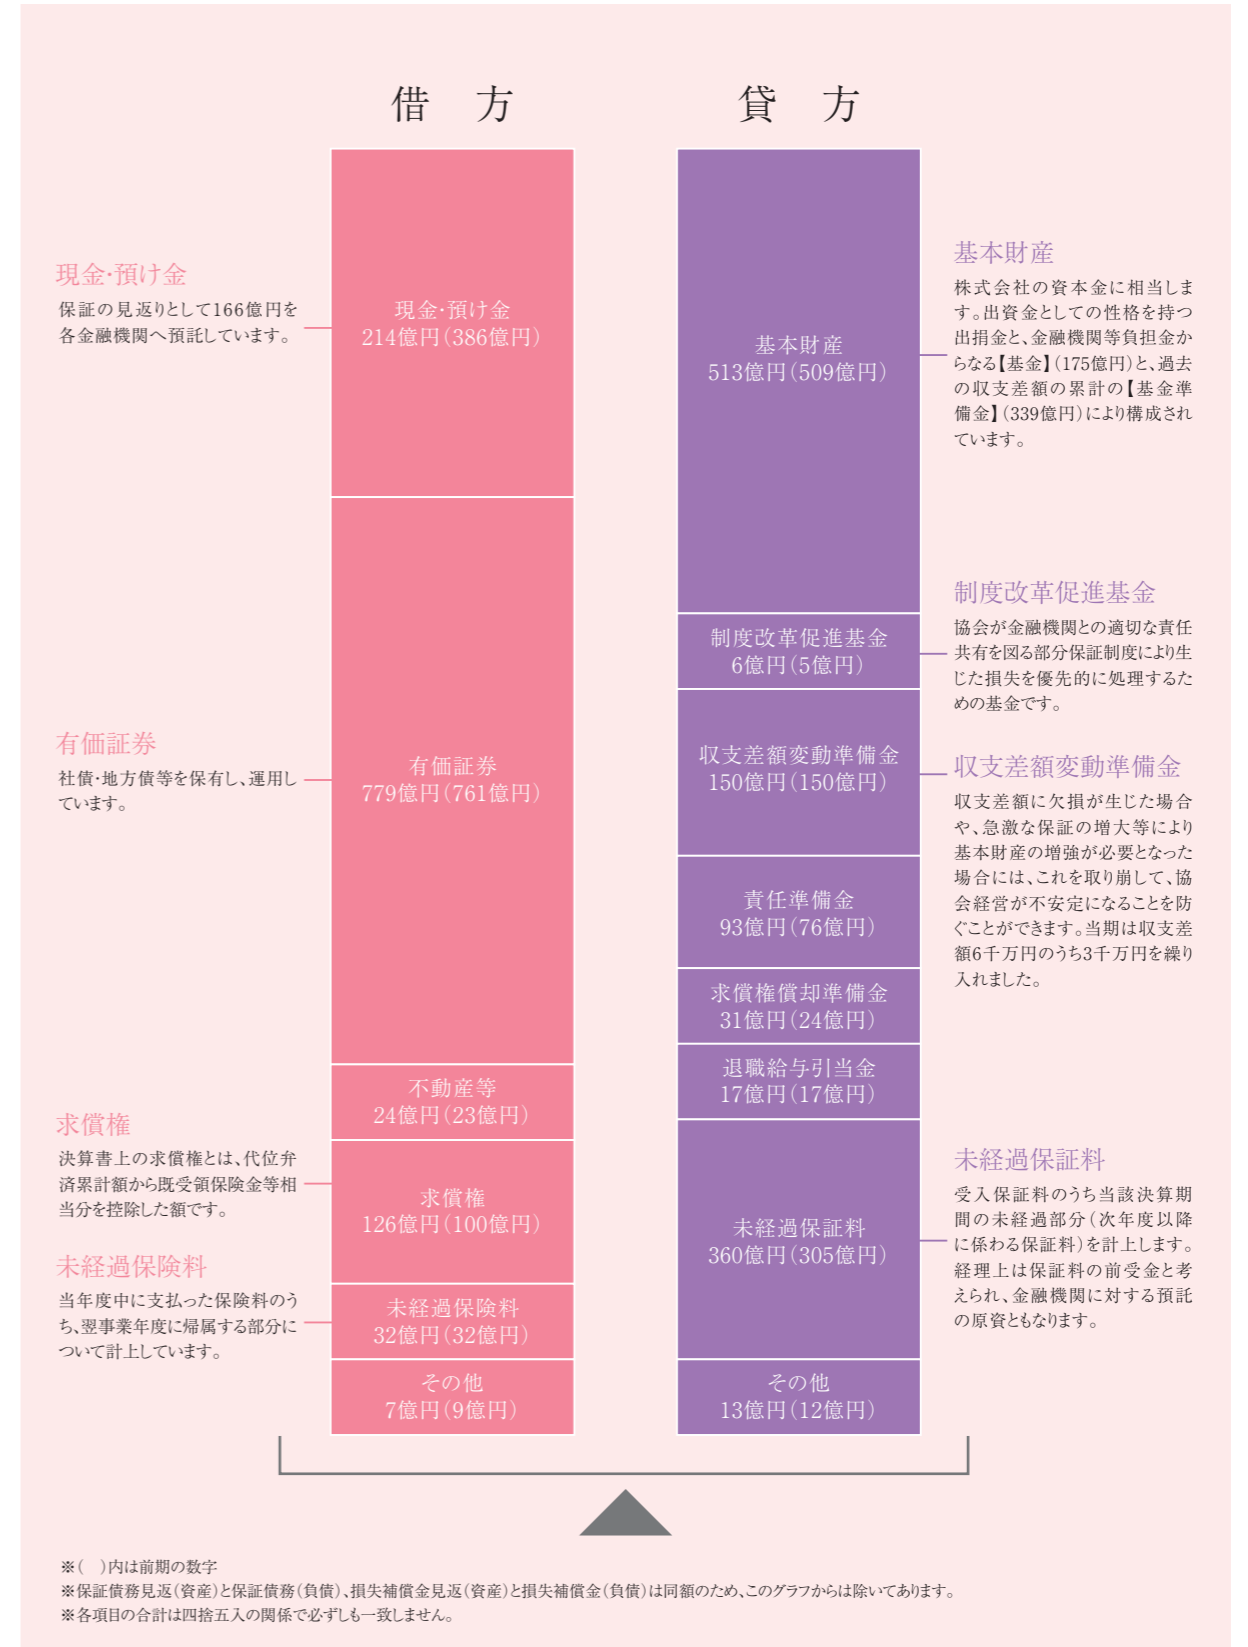 借　方
現金・預け金
保証の見返りとして166億円を
各金融機関へ預託しています。
有価証券
社債・地方債等を保有し、運用し
ています。
求償権
決算書上の求償権とは、代位弁
済累計額から既受領保険金等相
当分を控除した額です。
未経過保険料
当年度中に支払った保険料のう
ち、翌事業年度に帰属する部分に
ついて計上しています。
現金・預け金
214億円（386億円）
有価証券
779億円（761億円）
不動産等
24億円（23億円）
求償権
126億円（100億円）
未経過保険料
32億円（32億円）
その他
7億円（9億円）
貸　方
基本財産
513億円（509億円）
制度改革促進基金
6億円（5億円）
収支差額変動準備金
150億円（150億円）
責任準備金
93億円（76億円）
求償権償却準備金
31億円（24億円）
退職給与引当金
17億円（17億円）
未経過保証料
360億円（305億円）
その他
13億円（12億円）
基本財産
株式会社の資本金に相当しま
す。出資金としての性格を持つ
出捐金と、金融機関等負担金か
らなる【基金】（175億円）と、過去
の収支差額の累計の【基金準
備金】（339億円）により構成され
ています。
制度改革促進基金
協会が金融機関との適切な責任
共有を図る部分保証制度により生
じた損失を優先的に処理するた
めの基金です。
収支差額変動準備金
収支差額に欠損が生じた場合
や、急激な保証の増大等により
基本財産の増強が必要となった
場合には、これを取り崩して、協
会経営が不安定になることを防
ぐことができます。当期は収支差
額6千万円のうち3千万円を繰り
入れました。
未経過保証料
受入保証料のうち当該決算期
間の未経過部分（次年度以降
に係わる保証料）を計上します。
経理上は保証料の前受金と考
えられ、金融機関に対する預託
の原資ともなります。
※（　）内は前期の数字
※保証債務見返（資産）と保証債務（負債）、損失補償金見返（資産）と損失補償金（負債）は同額のため、このグラフからは除いてあります。
※各項目の合計は四捨五入の関係で必ずしも一致しません。